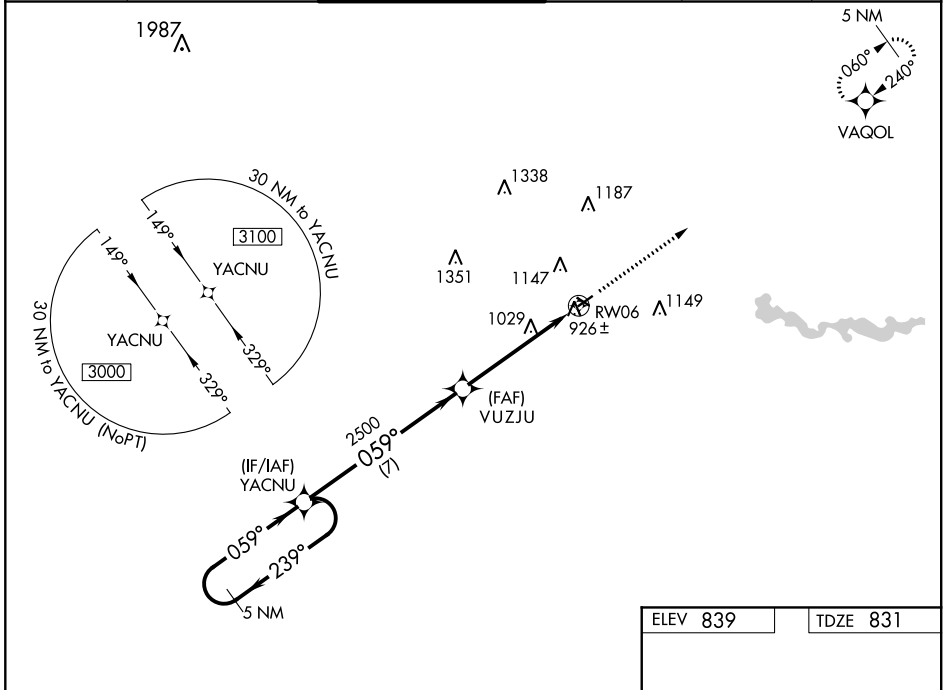 1987
5 NM
060°
240°
VAQOL
30 NM to YACNU
149°
3100
YACNU
329°
149°
YACNU
3000
329°
30 NM to YACNU (NoPT)
1338
1187
1351
1147
1029
RW06
926±
1149
(FAF)
VUZJU
2500
059°
(7)
(IF/IAF)
YACNU
059°
239°
5 NM
ELEV 839
TDZE 831